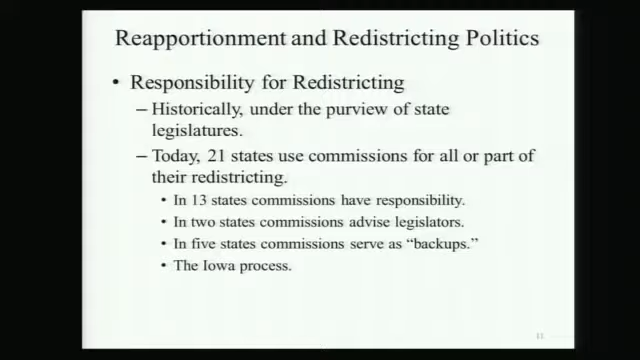 Reapportionment and Redistricting Politics
• Responsibility for Redistricting
– Historically, under the purview of state
legislatures.
– Today, 21 states use commissions for all or part of
their redistricting.
• In 13 states commissions have responsibility.
• In two states commissions advise legislators.
• In five states commissions serve as “backups.”
• The Iowa process.